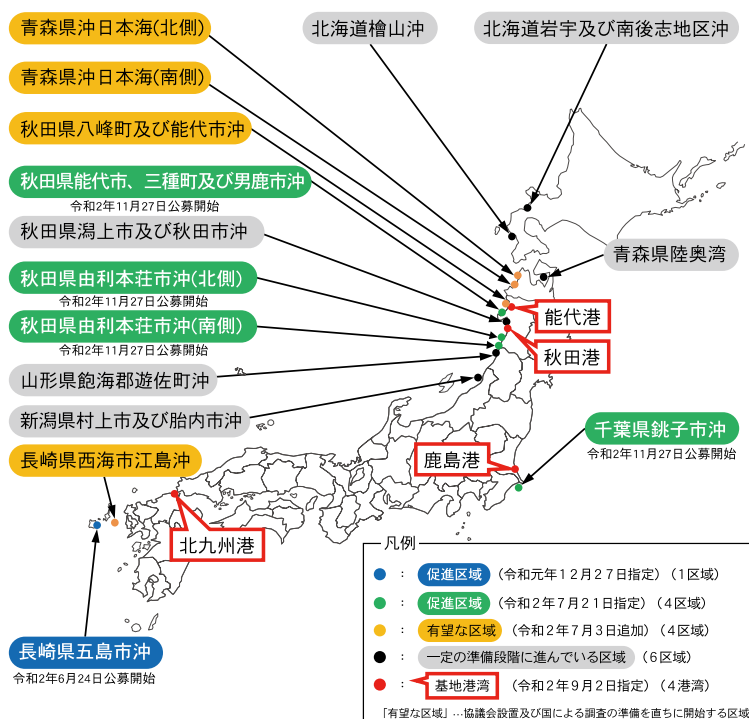 青森県沖日本海(北側)
北海道檜山沖
北海道岩宇及び南後志地区沖
青森県沖日本海(南側)
秋田県八峰町及び能代市沖
秋田県能代市、三種町及び男鹿市沖
令和2年11月27日公募開始
秋田県潟上市及び秋田市沖
青森県陸奥湾
秋田県由利本荘市沖(北側)
令和2年11月27日公募開始
能代港
秋田県由利本荘市沖(南側)
令和2年11月27日公募開始
秋田港
山形県飽海郡遊佐町沖
新潟県村上市及び胎内市沖
千葉県銚子市沖
令和2年11月27日公募開始
長崎県西海市江島沖
鹿島港
北九州港
長崎県五島市沖
令和2年6月24日公募開始
凡例
： 促進区域 (令和元年12月27日指定) (1区域)
： 促進区域 (令和2年7月21日指定) (4区域)
： 有望な区域 (令和2年7月3日追加) (4区域)
： 一定の準備段階に進んでいる区域 (6区域)
： 基地港湾 (令和2年9月2日指定) (4港湾)
「有望な区域」…協議会設置及び国による調査の準備を直ちに開始する区域